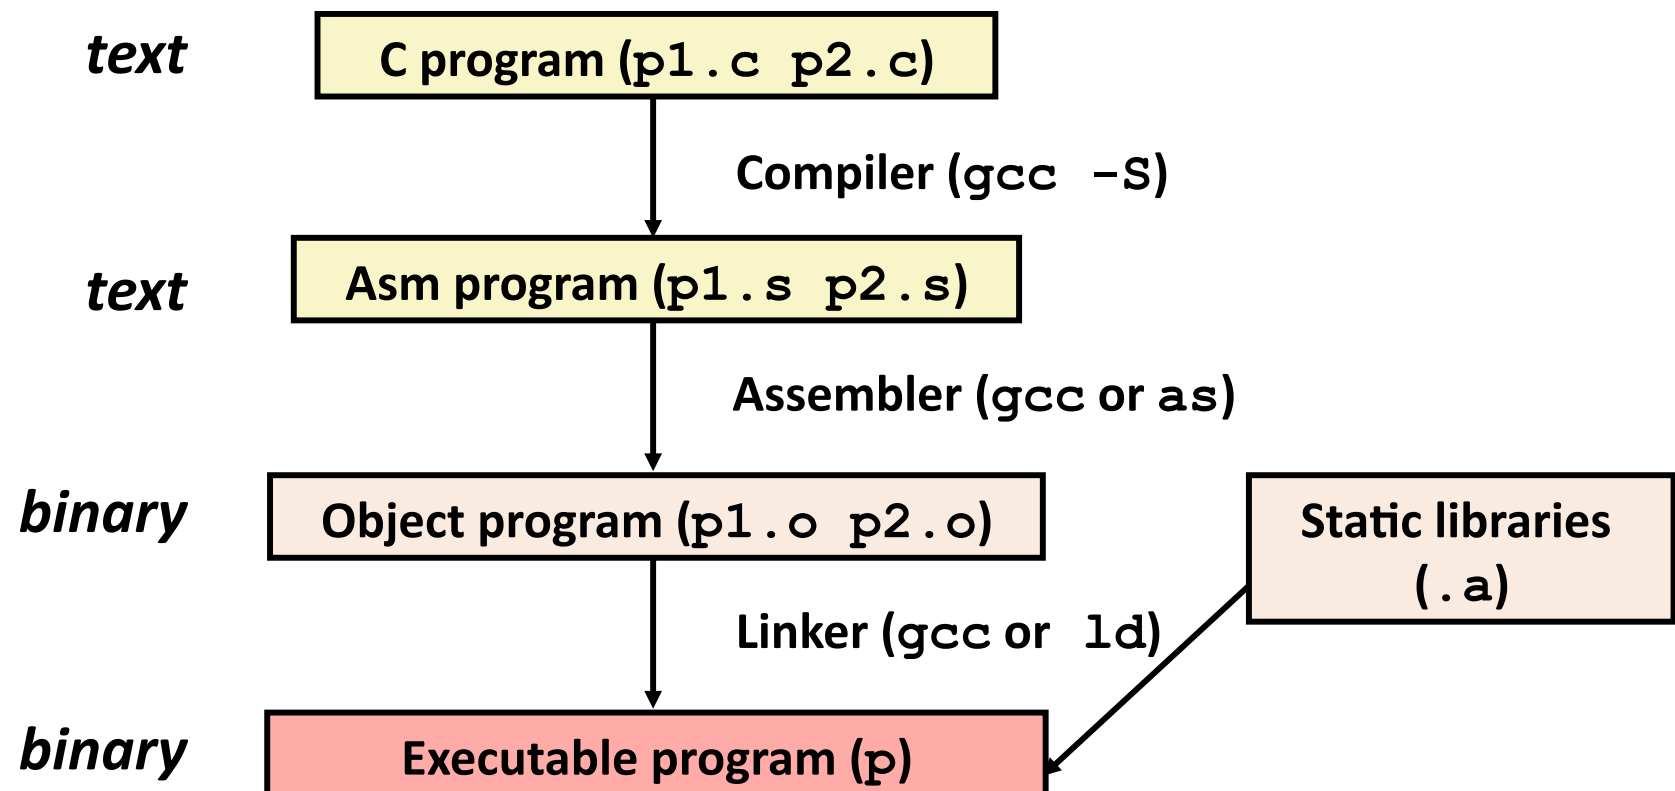 text
C program (p1.c p2.c)
Compiler (gcc -S)
text
Asm program (p1.s p2.s)
Assembler (gcc or as)
binary
Object program (p1.o p2.o)
Static libraries
(.a)
Linker (gcc or ld)
binary
Executable program (p)